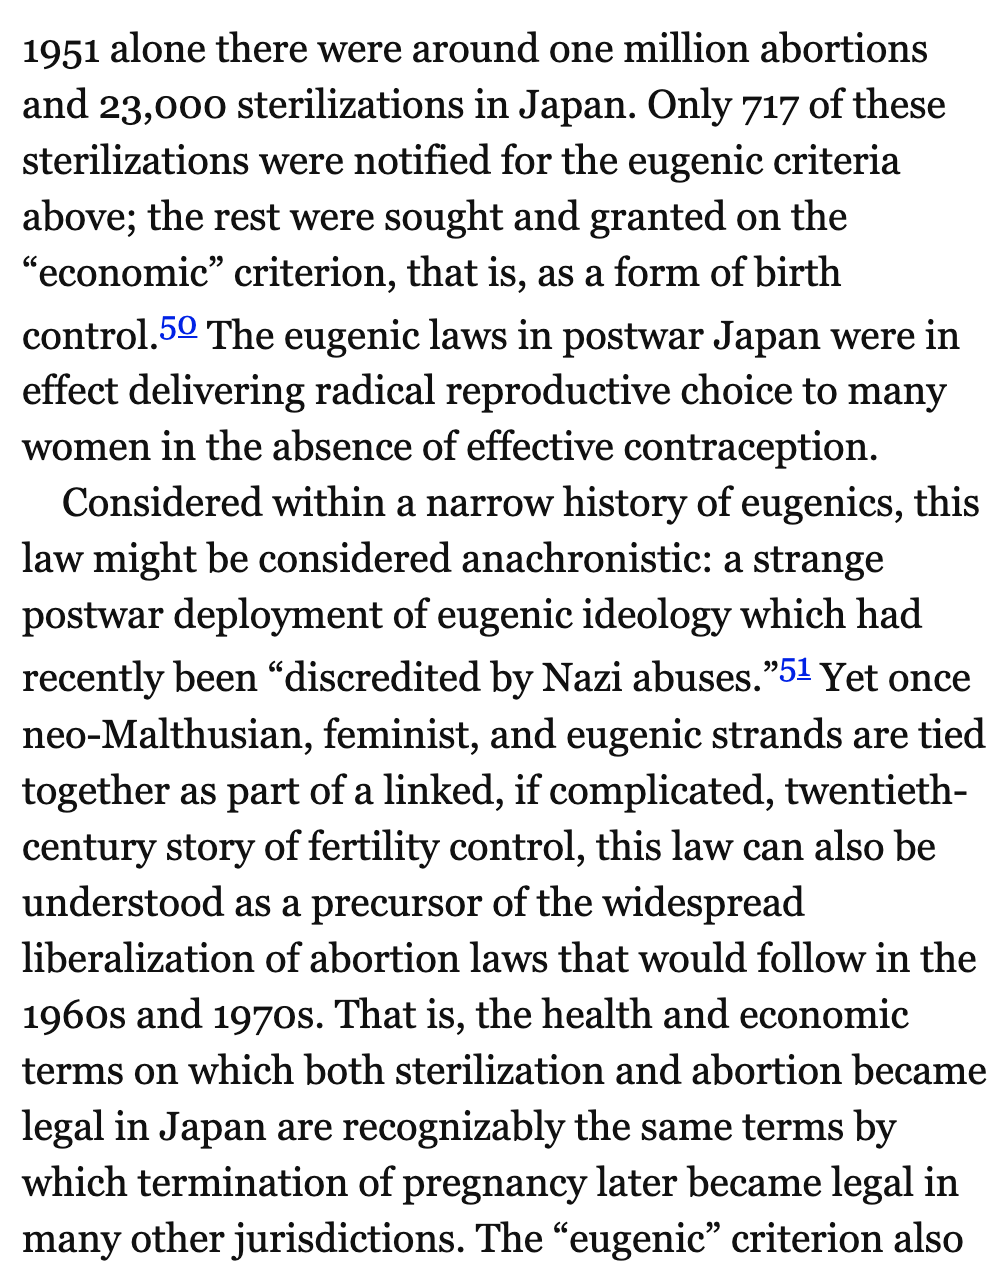 1951 alone there were around one million abortions
and 23,000 sterilizations in Japan. Only 717 of these
sterilizations were notified for the eugenic criteria
above; the rest were sought and granted on the
“economic” criterion, that is, as a form of birth
control.50 The eugenic laws in postwar Japan were in
effect delivering radical reproductive choice to many
women in the absence of effective contraception.
Considered within a narrow history of eugenics, this
law might be considered anachronistic: a strange
postwar deployment of eugenic ideology which had
recently been “discredited by Nazi abuses.”51 Yet once
neo-Malthusian, feminist, and eugenic strands are tied
together as part of a linked, if complicated, twentieth-
century story of fertility control, this law can also be
understood as a precursor of the widespread
liberalization of abortion laws that would follow in the
1960s and 1970s. That is, the health and economic
terms on which both sterilization and abortion became
legal in Japan are recognizably the same terms by
which termination of pregnancy later became legal in
many other jurisdictions. The “eugenic” criterion also